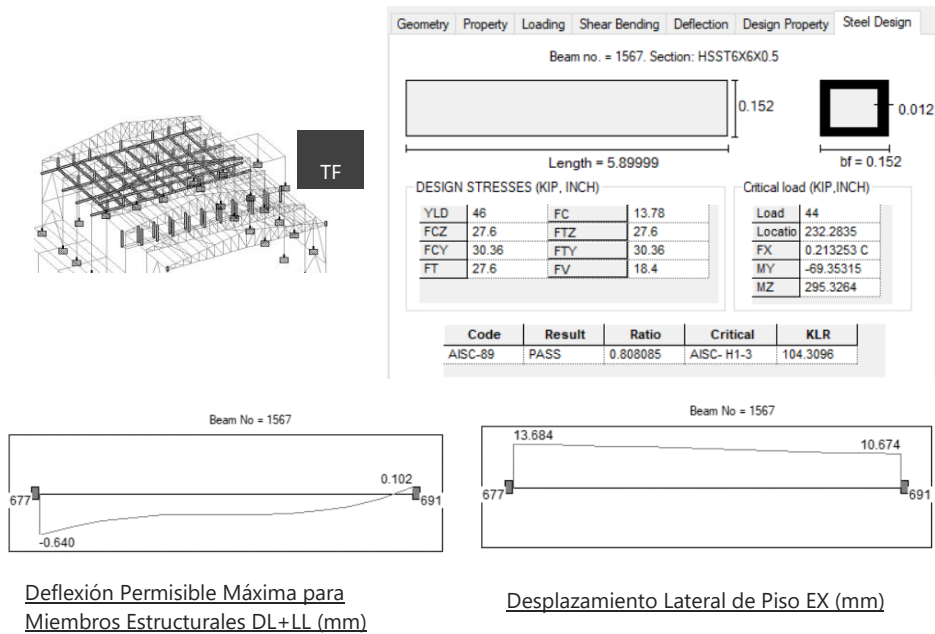 Geometry Property Loading Shear Bending Deflection Design Property Steel Design
Beam no. = 1567. Section: HSST6X6X0.5
0.152
0.012
Length = 5.89999
bf = 0.152
TF
DESIGN STRESSES (KIP, INCH)
YLD 46 FC 13.78
FCZ 27.6 FTZ 27.6
FCY 30.36 FTY 30.36
FT 27.6 FV 18.4
Critical load (KIP,INCH)
Load 44
Locatio 232.2835
FX 0.213253 C
MY -69.35315
MZ 295.3264
Code Result Ratio Critical KLR
AISC-89 PASS 0.808085 AISC- H1-3 104.3096
Beam No = 1567
0.102
677
691
-0.640
Beam No = 1567
13.684
10.674
677
691
Deflexión Permisible Máxima para
Miembros Estructurales DL+LL (mm)
Desplazamiento Lateral de Piso EX (mm)